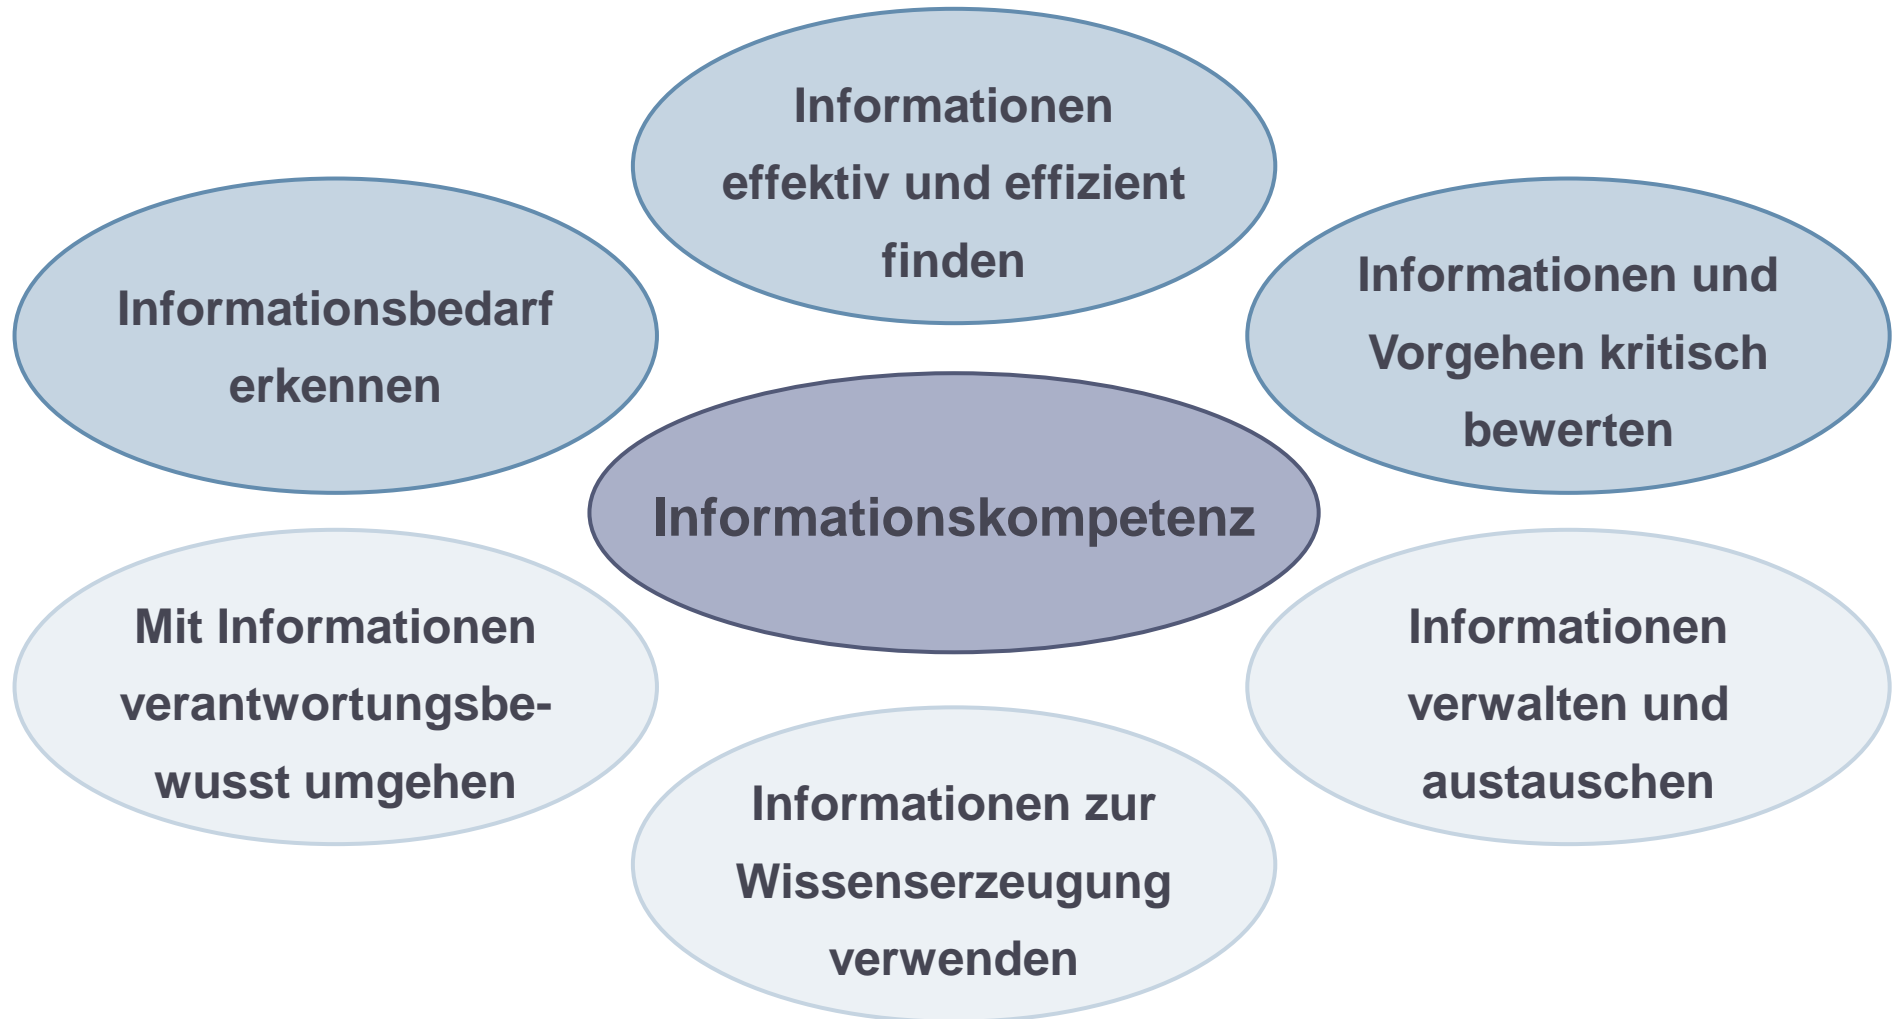 Informationen
effektiv und effizient
finden
Informationsbedarf
erkennen
Informationen und
Vorgehen kritisch
bewerten
Informationskompetenz
Mit Informationen
verantwortungsbe-
wusst umgehen
Informationen
verwalten und
austauschen
Informationen zur
Wissenserzeugung
verwenden